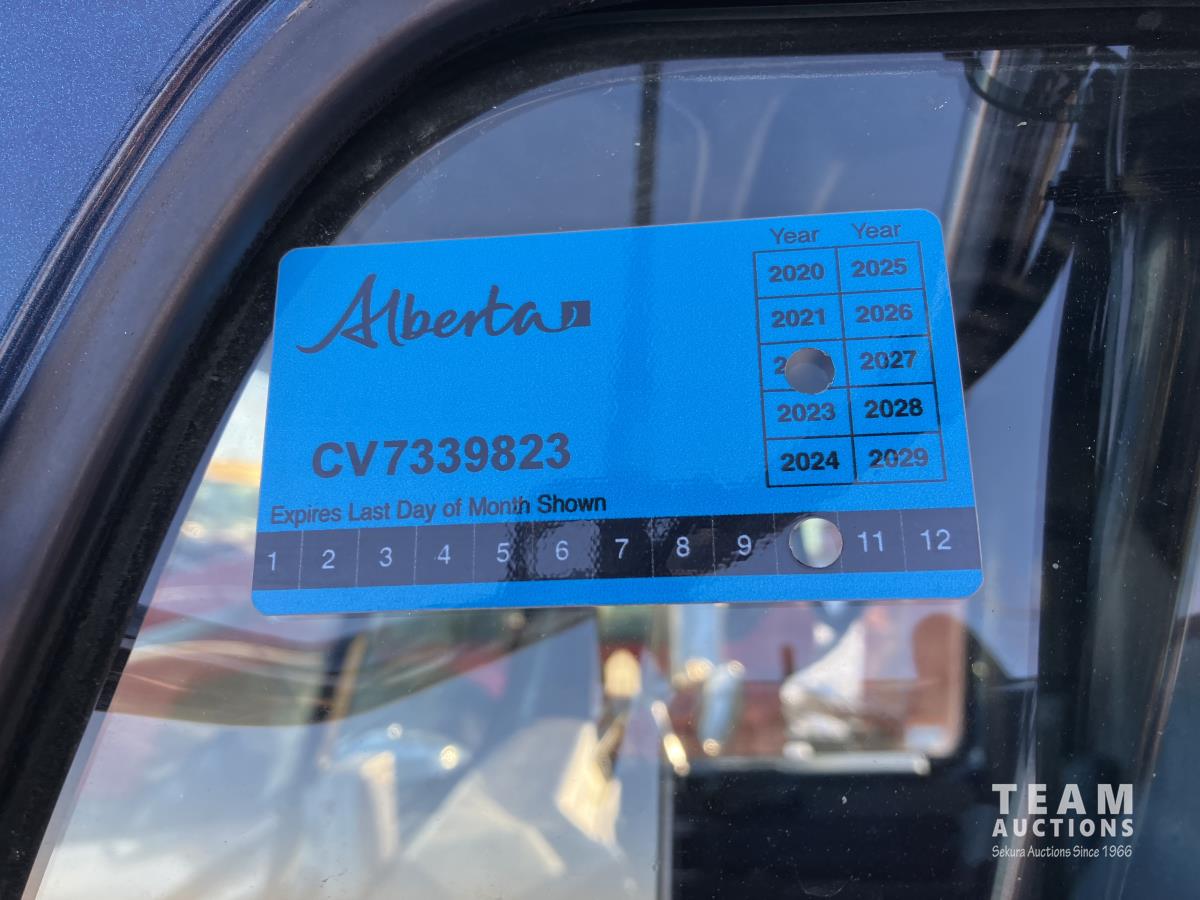 Year Year
2020 2025
2021 2026
2 2027
2023 2028
2024 2029
Alberta
CV7339823
Expires Last Day of Month Shown
1 2 3 4 5 6 7 8 9 11 12
TEAM
AUCTIONS
Sekura Auctions Since 1966